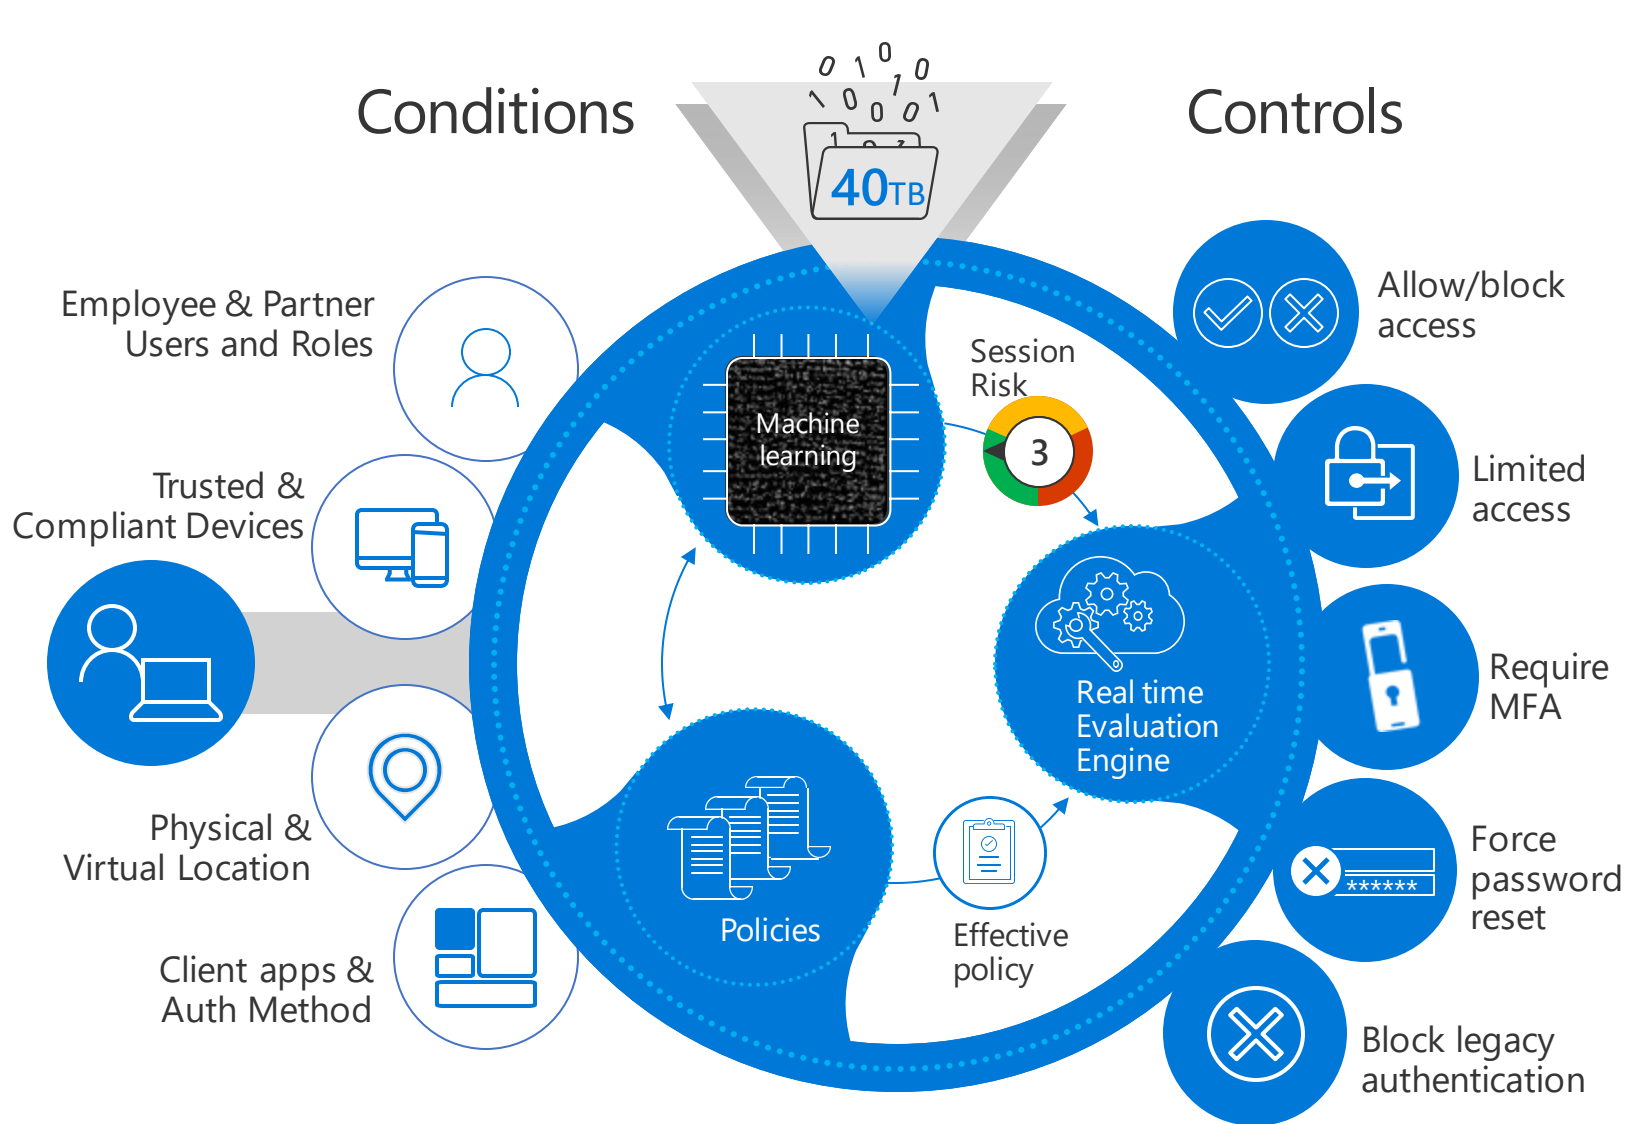 Conditions
Controls
0 1 0 0
1 0 1 0 0 1
40TB
Employee & Partner
Users and Roles
Trusted &
Compliant Devices
Physical &
Virtual Location
Client apps &
Auth Method
Machine
learning
Session
Risk
3
Real time
Evaluation
Engine
Policies
Effective
policy
Allow/block
access
Limited
access
Require
MFA
Force
password
reset
******
Block legacy
authentication